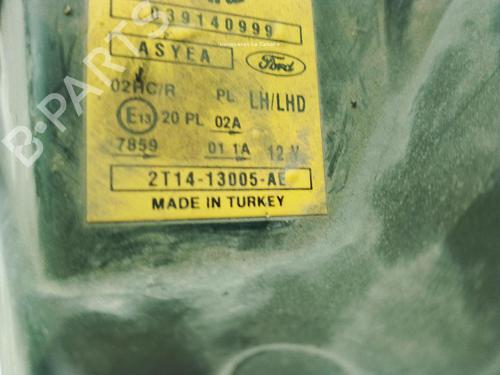 039140999
ASYEA Ford
02HC/R PL LH/LHD
E13 20 PL 02A
7859 01 1A 12 V
2T14-13005-AE
MADE IN TURKEY
B-PARTS